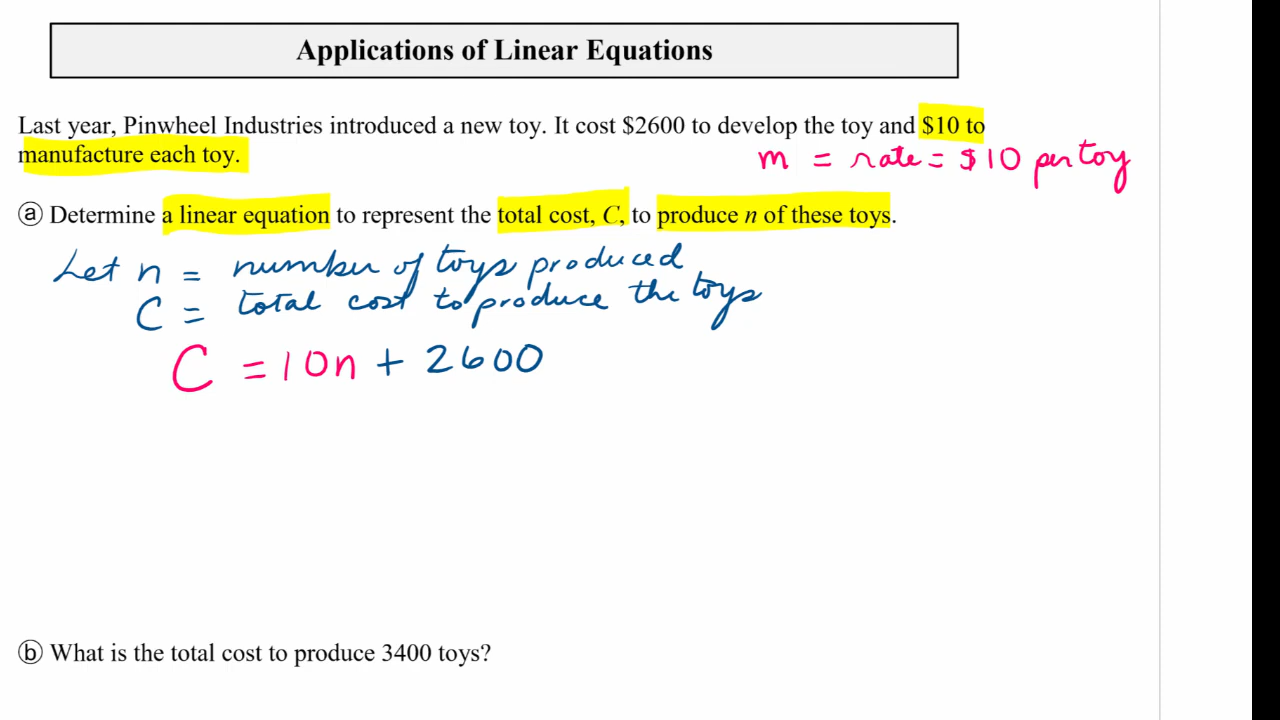 Applications of Linear Equations
Last year, Pinwheel Industries introduced a new toy. It cost $2600 to develop the toy and $10 to
manufacture each toy.
m = rate = $10 per toy
ⓐ Determine a linear equation to represent the total cost, C, to produce n of these toys.
Let n = number of toys produced
C = total cost to produce the toys
C = 10n + 2600
ⓑ What is the total cost to produce 3400 toys?